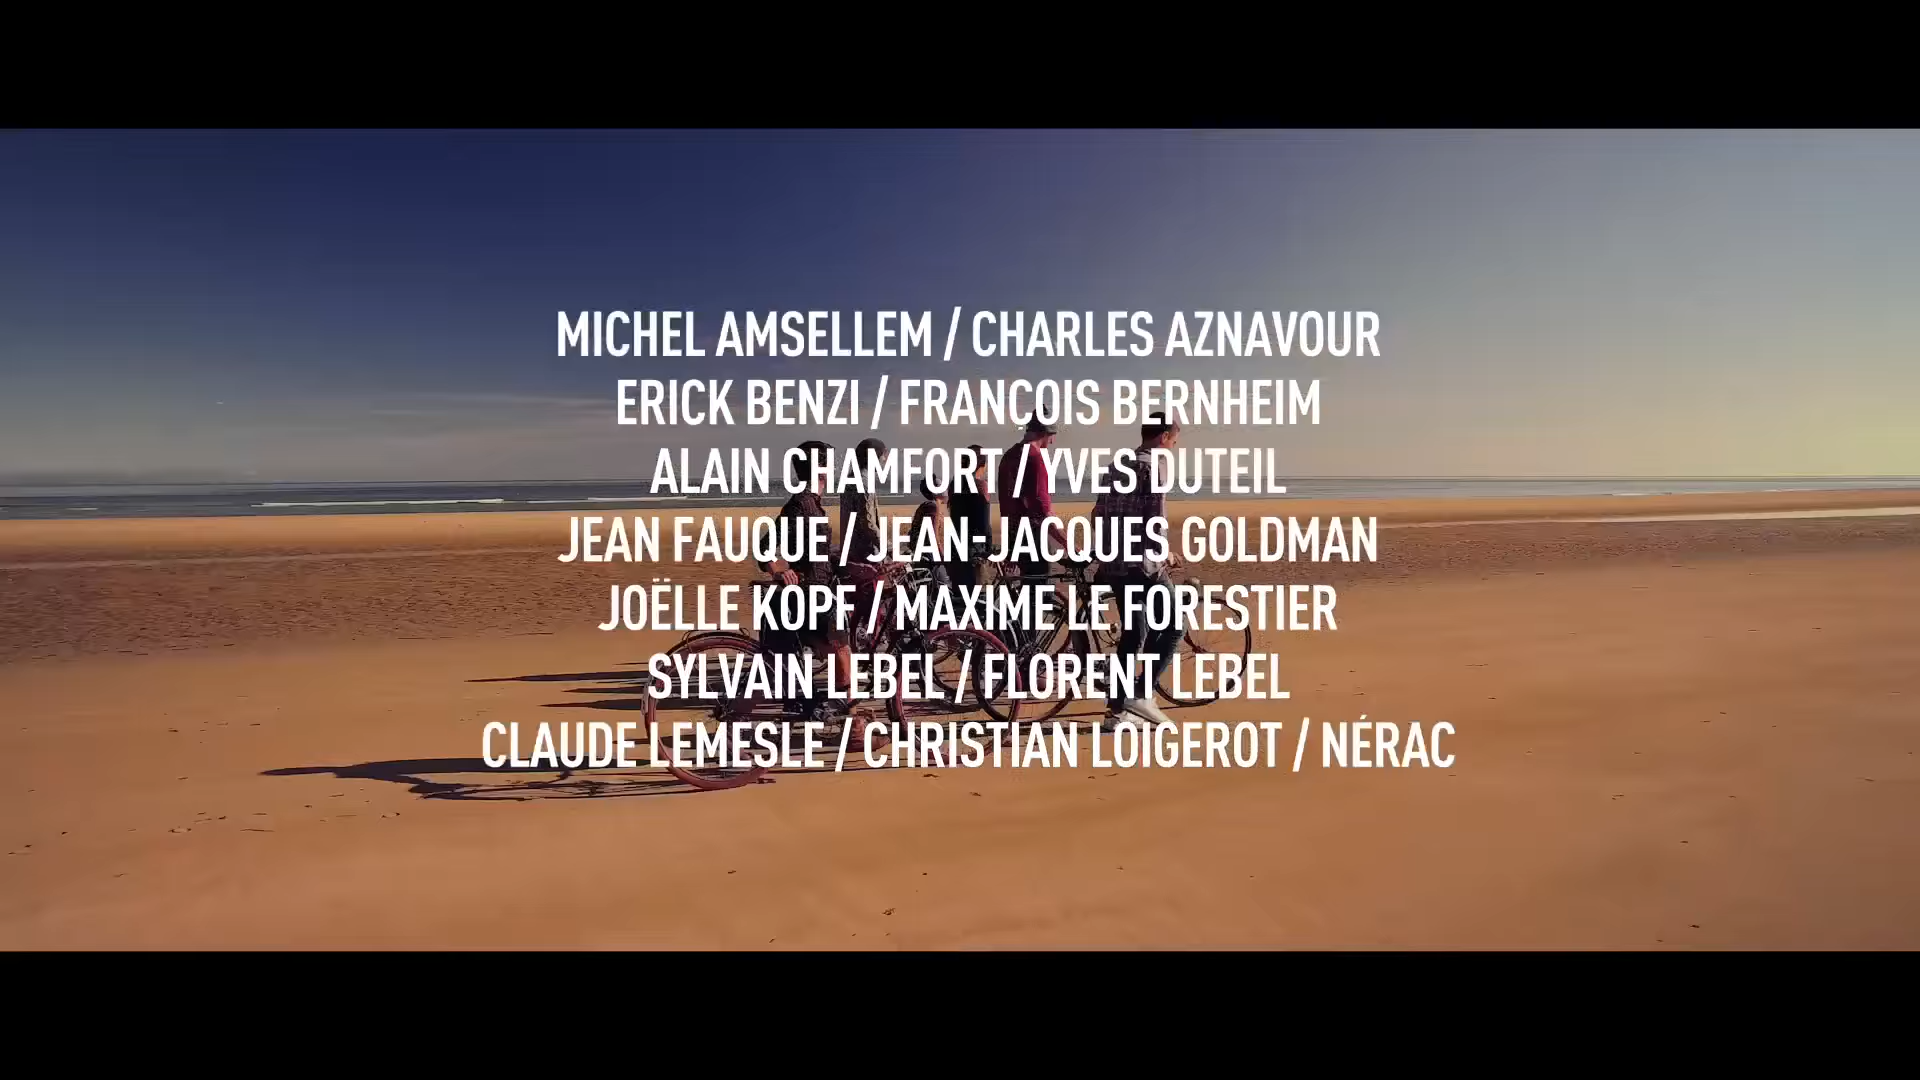 MICHEL AMSELLEM / CHARLES AZNAVOUR
ERICK BENZI / FRANÇOIS BERNHEIM
ALAIN CHAMFORT / YVES DUTEIL
JEAN FAUQUE / JEAN-JACQUES GOLDMAN
JOËLLE KOPF / MAXIME LE FORESTIER
SYLVAIN LEBEL / FLORENT LEBEL
CLAUDE LEMESLE / CHRISTIAN LOIGEROT / NÉRAC